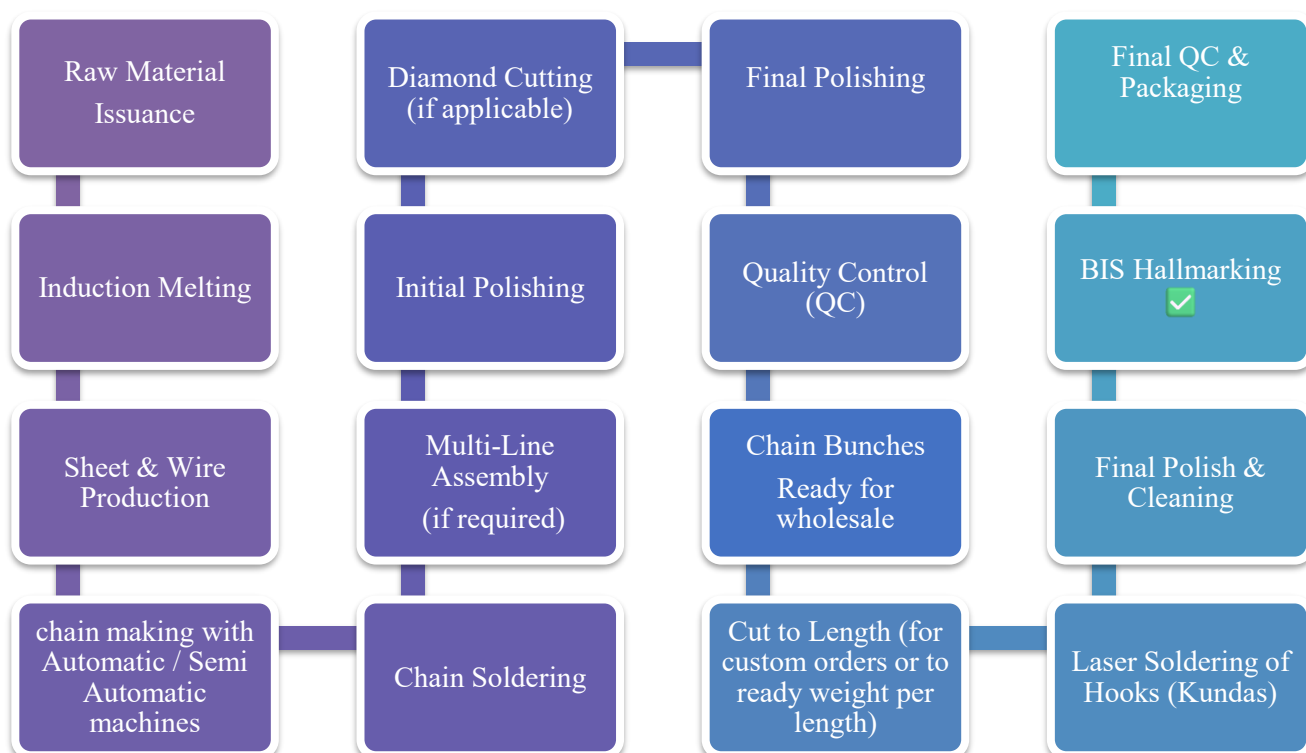 Raw Material
Issuance
Induction Melting
Sheet & Wire
Production
chain making with
Automatic / Semi
Automatic
machines
Chain Soldering
Multi-Line
Assembly
(if required)
Initial Polishing
Diamond Cutting
(if applicable)
Final Polishing
Quality Control
(QC)
Chain Bunches
Ready for
wholesale
Cut to Length (for
custom orders or to
ready weight per
length)
Laser Soldering of
Hooks (Kundas)
Final Polish &
Cleaning
BIS Hallmarking
✅
Final QC &
Packaging